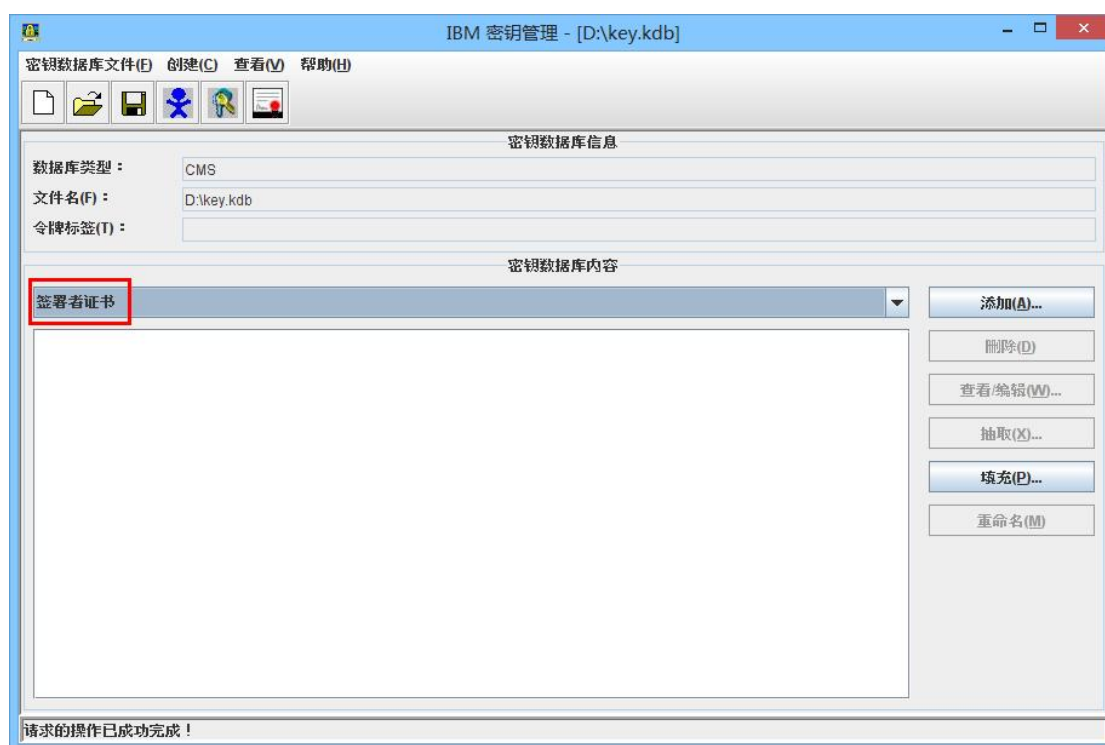 IBM 密钥管理 - [D:\key.kdb]
密钥数据库文件(F) 创建(C) 查看(V) 帮助(H)
密钥数据库信息
数据库类型：
CMS
文件名(F)：
D:\key.kdb
令牌标签(T)：
密钥数据库内容
签署者证书
添加(A)...
删除(D)
查看/编辑(W)...
抽取(X)...
填充(P)...
重命名(M)
请求的操作已成功完成！